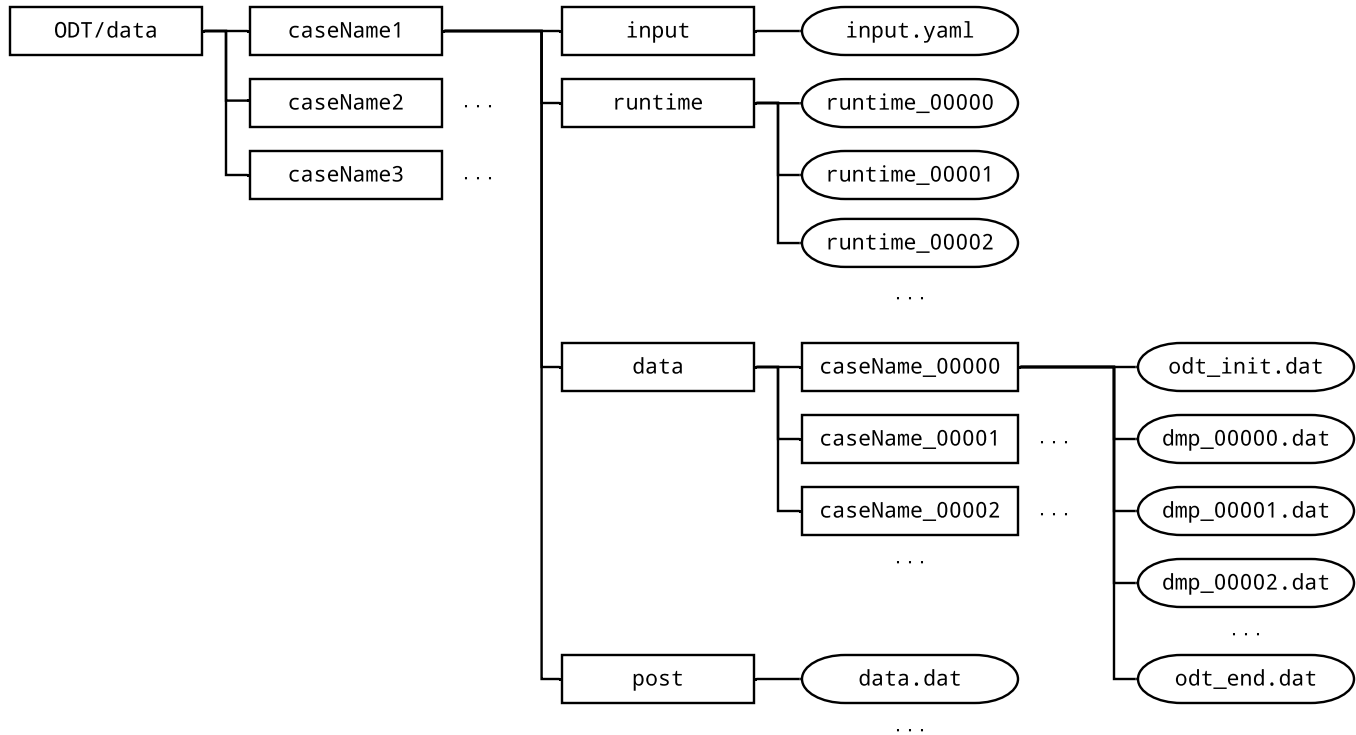 ODT/data caseName1 input input.yaml
caseName2 ... runtime runtime_00000
caseName3 ... runtime_00001
runtime_00002
...
data caseName_00000 odt_init.dat
caseName_00001 ... dmp_00000.dat
caseName_00002 ... dmp_00001.dat
...
dmp_00002.dat
...
post data.dat odt_end.dat
...